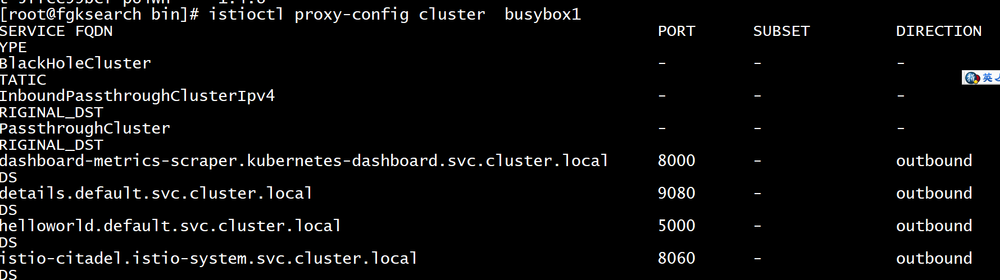 [root@fgksearch bin]# istioctl proxy-config cluster  busybox1
SERVICE FQDN PORT SUBSET DIRECTION
YPE
BlackHoleCluster - - -
TATIC
InboundPassthroughClusterIpv4 - - -
RIGINAL_DST
PassthroughCluster - - -
RIGINAL_DST
dashboard-metrics-scraper.kubernetes-dashboard.svc.cluster.local 8000 - outbound
DS
details.default.svc.cluster.local 9080 - outbound
DS
helloworld.default.svc.cluster.local 5000 - outbound
DS
istio-citadel.istio-system.svc.cluster.local 8060 - outbound
DS
英